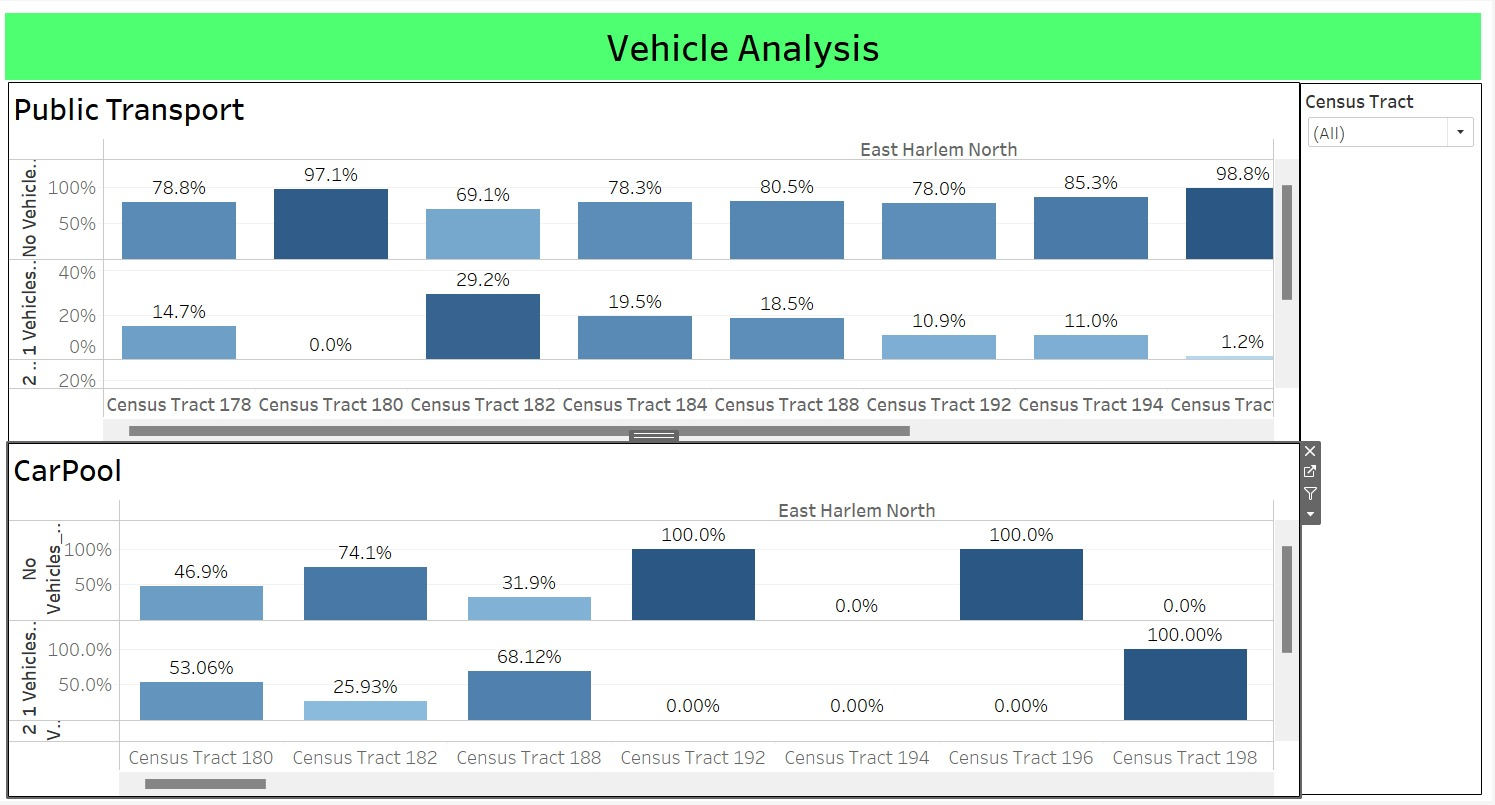 Vehicle Analysis
Public Transport
Census Tract
(All)
East Harlem North
No Vehicle..
100%
50%
78.8%
97.1%
69.1%
78.3%
80.5%
78.0%
85.3%
98.8%
1 Vehicles..
40%
20%
0%
14.7%
0.0%
29.2%
19.5%
18.5%
10.9%
11.0%
1.2%
2 ..
20%
Census Tract 178 Census Tract 180 Census Tract 182 Census Tract 184 Census Tract 188 Census Tract 192 Census Tract 194 Census Trac
CarPool
East Harlem North
No
Vehicles_..
100%
50%
46.9%
74.1%
31.9%
100.0%
0.0%
100.0%
0.0%
1 Vehicles..
100.0%
50.0%
53.06%
25.93%
68.12%
0.00%
0.00%
0.00%
100.00%
2
V..
Census Tract 180 Census Tract 182 Census Tract 188 Census Tract 192 Census Tract 194 Census Tract 196 Census Tract 198